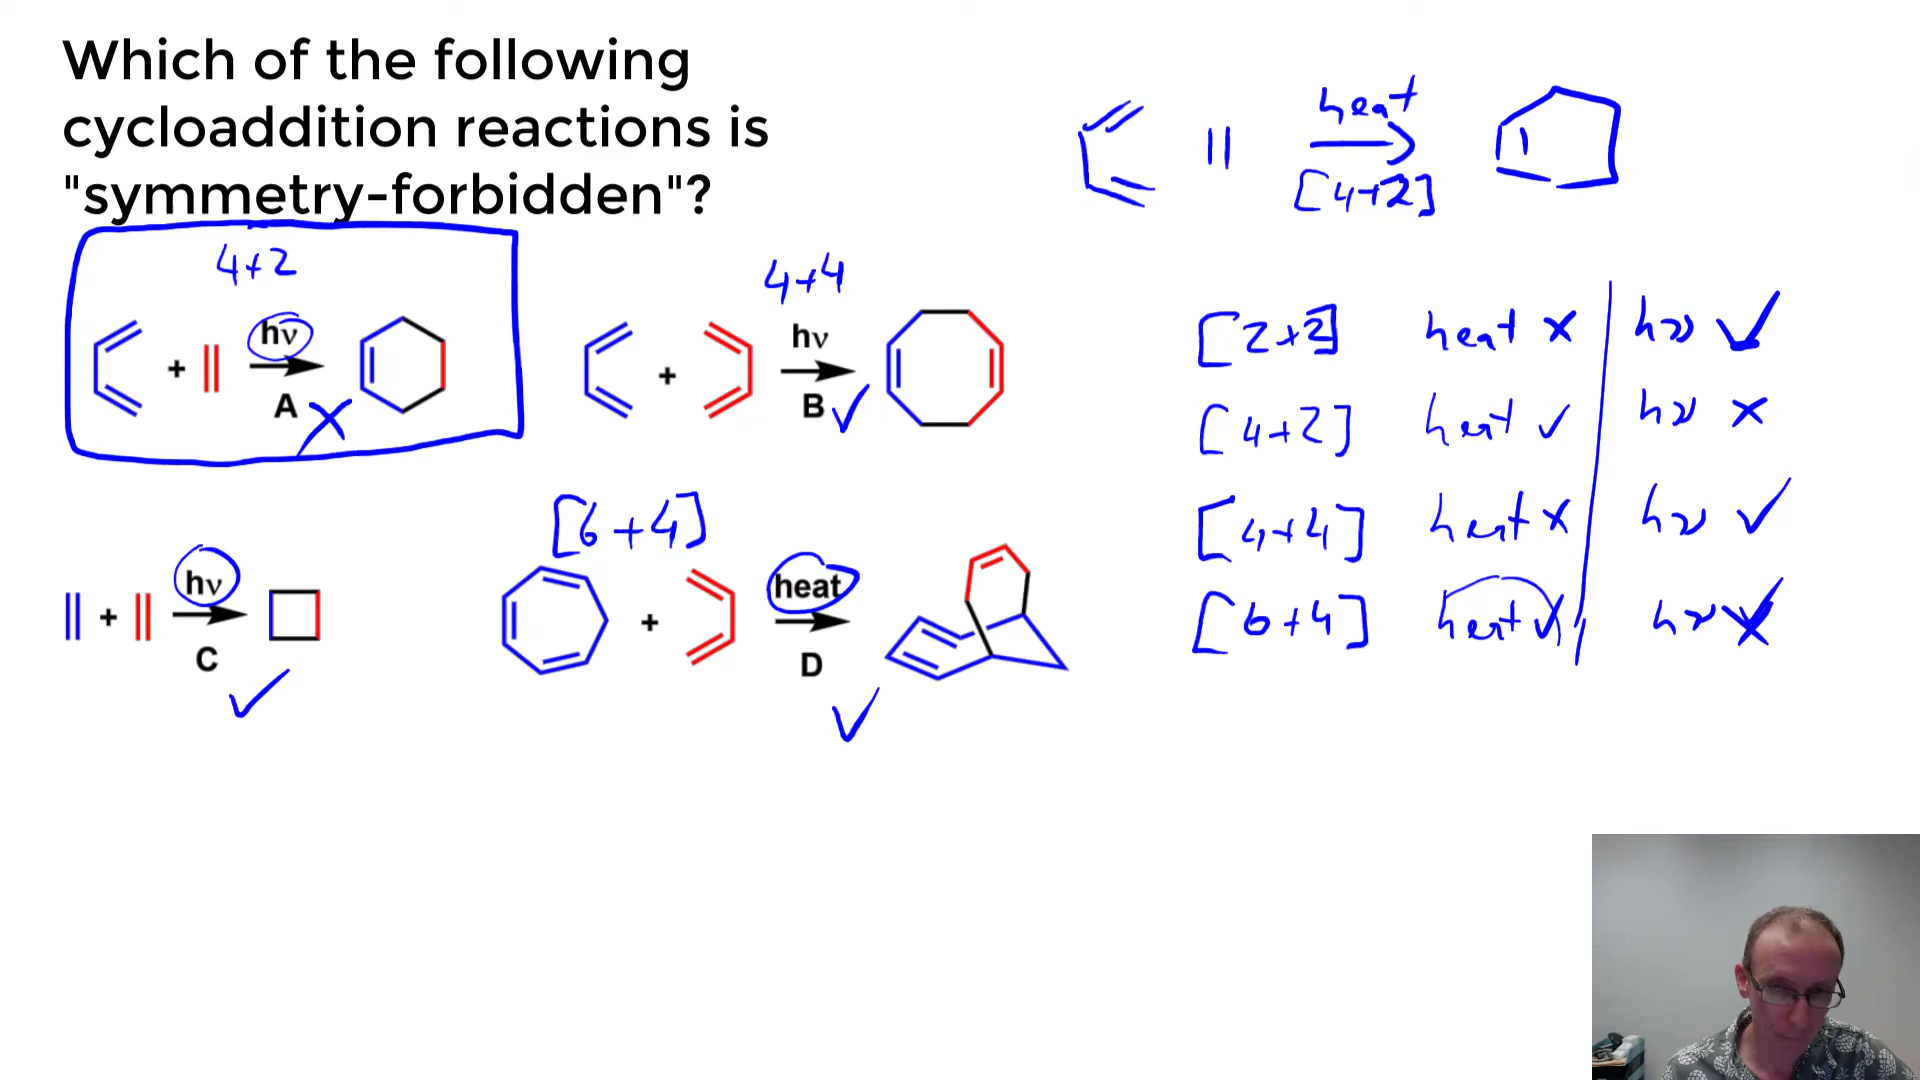 Which of the following
cycloaddition reactions is
"symmetry-forbidden"?
heat
[4+2]
4+2
hν
+
A
4+4
hν
+
B
[2+2] heat x hν ✓
[4+2] heat ✓ hν x
[4+4] heat x hν ✓
[6+4] heat ✓ hν x
hν
+
C
[6+4]
heat
+
D